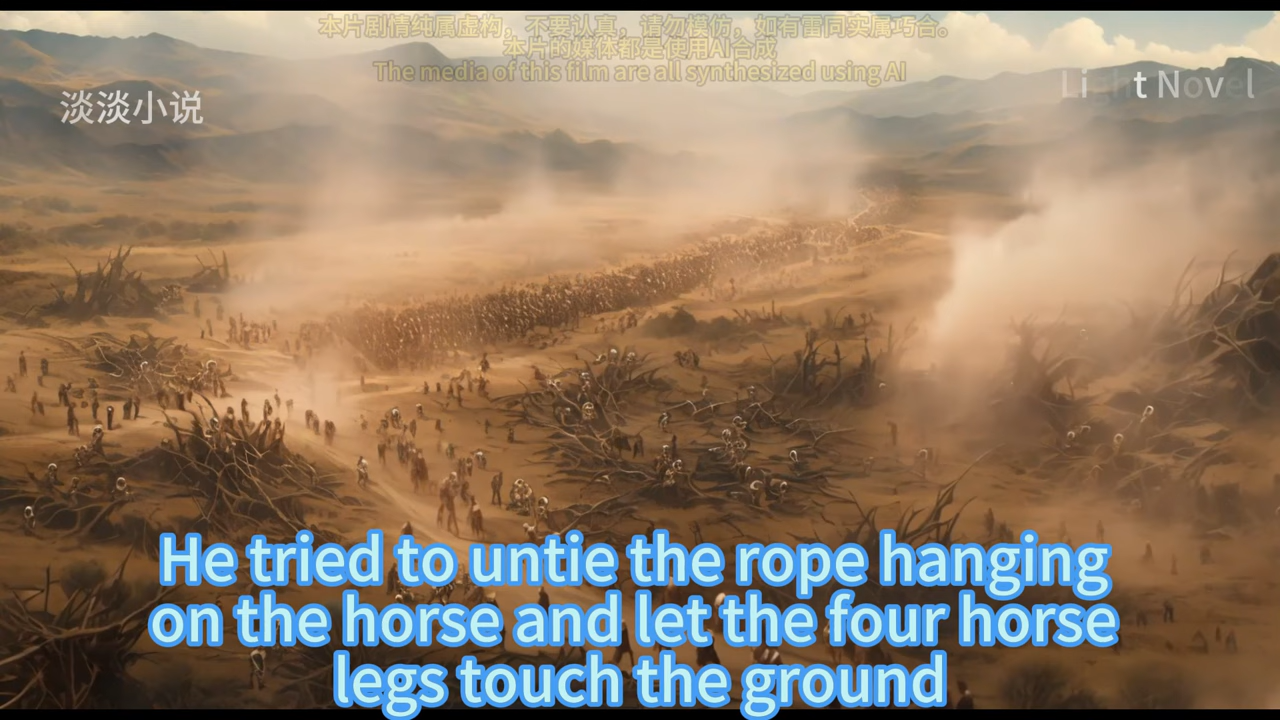 本片剧情纯属虚构，不要认真，请勿模仿，如有雷同实属巧合。
本片的媒体都是使用AI合成
The media of this film are all synthesized using AI
淡淡小说
Light Novel
He tried to untie the rope hanging
on the horse and let the four horse
legs touch the ground